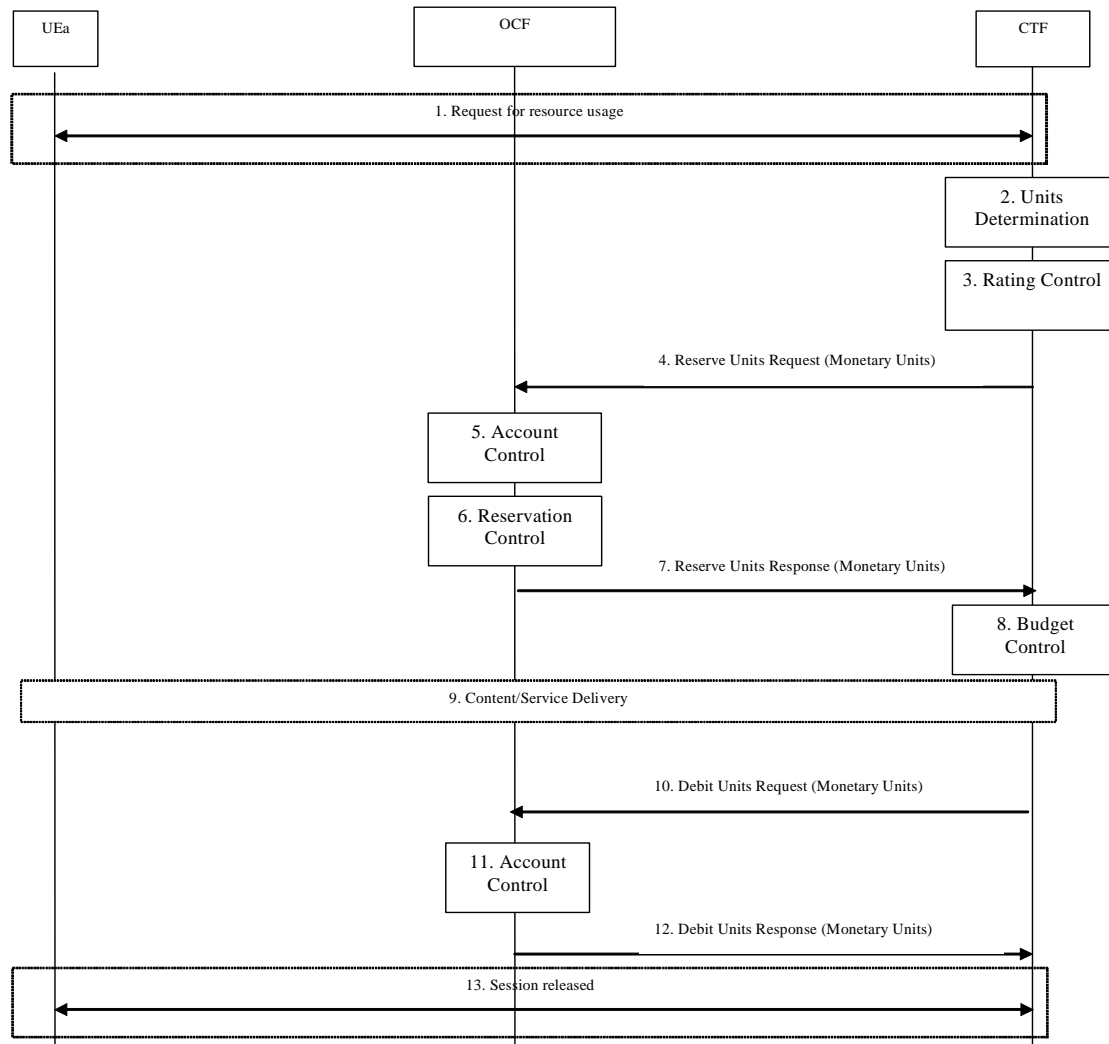 UEa
OCF
CTF
1. Request for resource usage
2. Units
Determination
3. Rating Control
4. Reserve Units Request (Monetary Units)
5. Account
Control
6. Reservation
Control
7. Reserve Units Response (Monetary Units)
8. Budget
Control
9. Content/Service Delivery
10. Debit Units Request (Monetary Units)
11. Account
Control
12. Debit Units Response (Monetary Units)
13. Session released